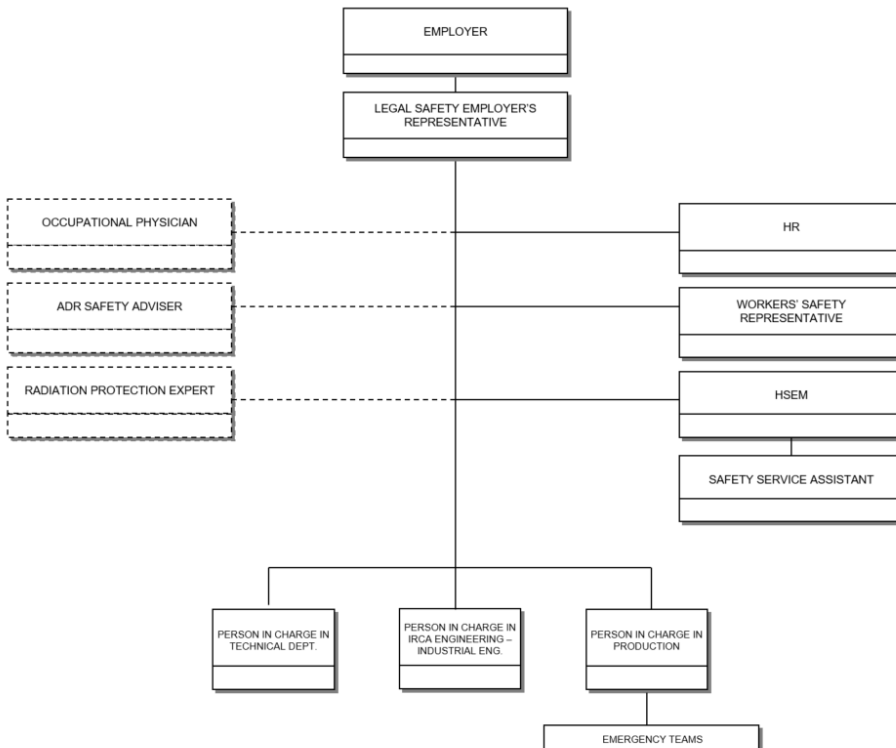 EMPLOYER
LEGAL SAFETY EMPLOYER'S
REPRESENTATIVE
OCCUPATIONAL PHYSICIAN
HR
ADR SAFETY ADVISER
WORKERS' SAFETY
REPRESENTATIVE
RADIATION PROTECTION EXPERT
HSEM
SAFETY SERVICE ASSISTANT
PERSON IN CHARGE IN
TECHNICAL DEPT.
PERSON IN CHARGE IN
IRCA ENGINEERING –
INDUSTRIAL ENG.
PERSON IN CHARGE IN
PRODUCTION
EMERGENCY TEAMS